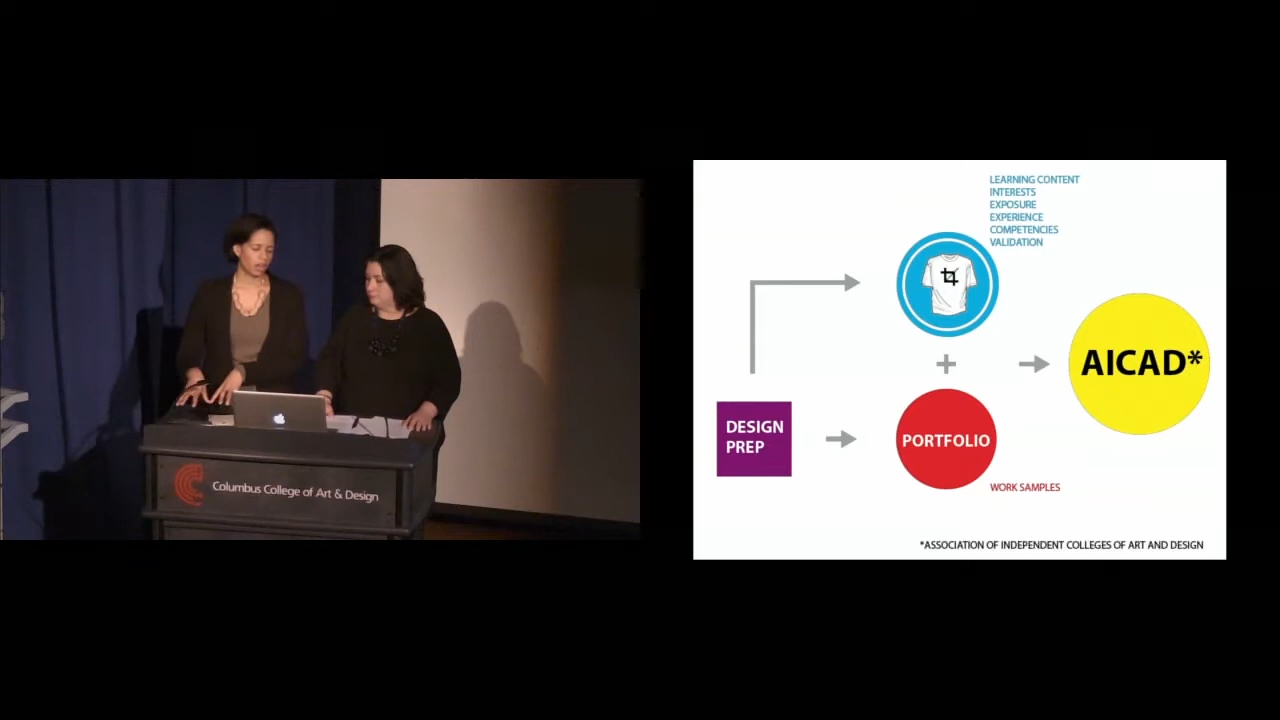 Columbus College of Art & Design
LEARNING CONTENT
INTERESTS
EXPOSURE
EXPERIENCE
COMPETENCIES
VALIDATION
AICAD*
DESIGN
PREP
PORTFOLIO
WORK SAMPLES
*ASSOCIATION OF INDEPENDENT COLLEGES OF ART AND DESIGN